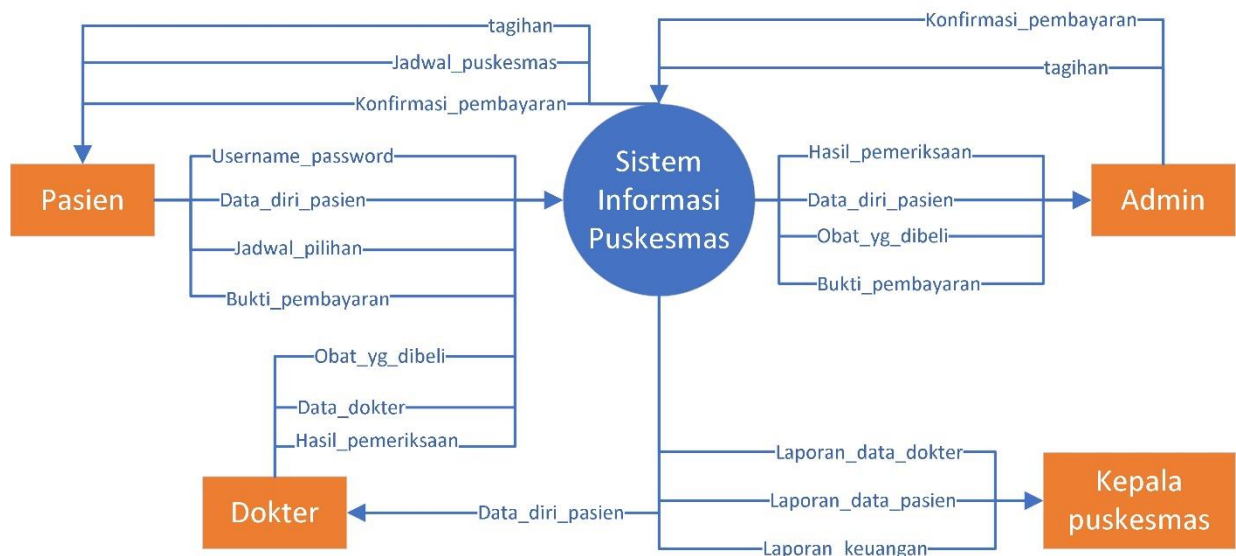 tagihan
Jadwal_puskesmas
Konfirmasi_pembayaran
Konfirmasi_pembayaran
tagihan
Pasien
Username_password
Data_diri_pasien
Jadwal_pilihan
Bukti_pembayaran
Sistem
Informasi
Puskesmas
Hasil_pemeriksaan
Data_diri_pasien
Obat_yg_dibeli
Bukti_pembayaran
Admin
Obat_yg_dibeli
Data_dokter
Hasil_pemeriksaan
Dokter
Data_diri_pasien
Laporan_data_dokter
Laporan_data_pasien
Laporan_keuangan
Kepala
puskesmas